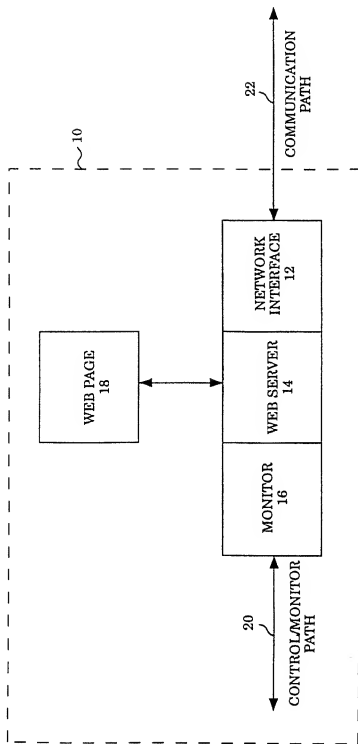 10
WEB PAGE
18
MONITOR
16
WEB SERVER
14
NETWORK
INTERFACE
12
20
CONTROL/MONITOR
PATH
22
COMMUNICATION
PATH